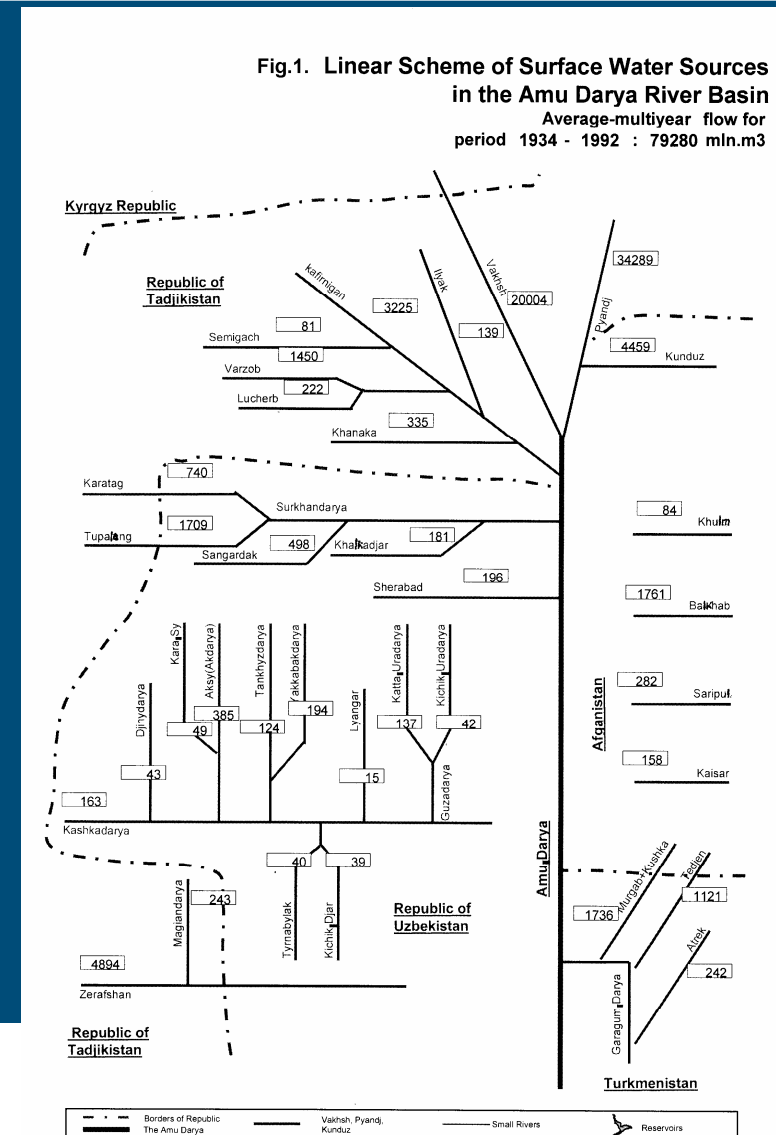 Fig.1. Linear Scheme of Surface Water Sources
in the Amu Darya River Basin
Average-multiyear flow for
period 1934 - 1992 : 79280 mln.m3
Kyrgyz Republic
Republic of
Tadjikistan
kafirnigan
Ilyak
Vakhsh
Pyandj
34289
20004
3225
139
81
Semigach
1450
Varzob
222
Lucherb
335
Khanaka
4459
Kunduz
740
Karatag
1709
Tupalang
Surkhandarya
498
Sangardak
181
Khalkadjar
196
Sherabad
84
Khulm
1761
Balkhab
282
Saripul
158
Kaisar
Afganistan
Djinydarya
Kara Sy
Aksy(Akdarya)
Tankhyzdarya
Yakkabakdarya
Lyangar
Katta Uradarya
Kichik Uradarya
385
194
49
124
137
42
43
15
Guzadarya
163
Kashkadarya
40
39
Tyrnabylak
Kichik Djar
Amu Darya
Magiandarya
243
4894
Zerafshan
Republic of
Uzbekistan
Republic of
Tadjikistan
Murgab+Kushka
Tedjen
1736
1121
Atrek
242
Garagum Darya
Turkmenistan
Borders of Republic
The Amu Darya
Vakhsh, Pyandj,
Kunduz
Small Rivers
Reservoirs